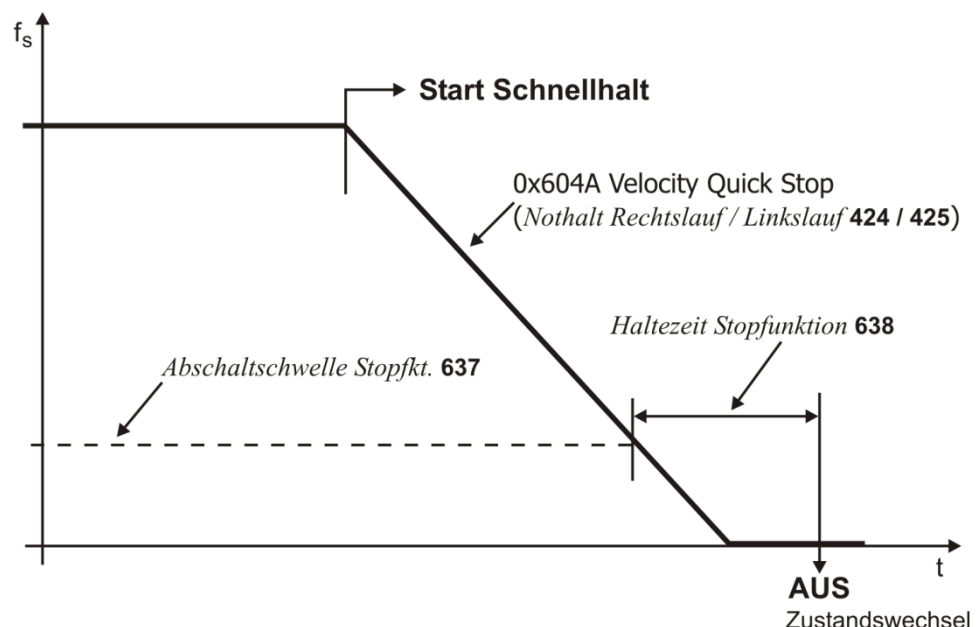 fs
Start Schnellhalt
0x604A Velocity Quick Stop
(Nothalt Rechtslauf / Linkslauf 424 / 425)
Haltezeit Stopfunktion 638
Abschaltschwelle Stopfkt. 637
t
AUS
Zustandswechsel